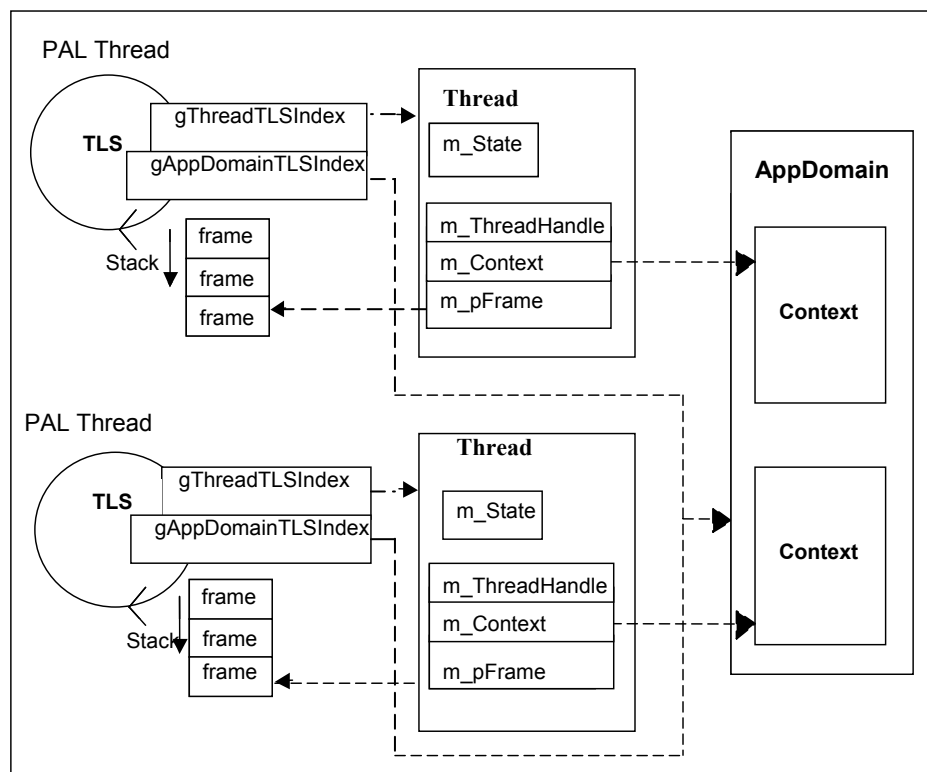 PAL Thread
TLS
gThreadTLSIndex
gAppDomainTLSIndex
Stack
frame
frame
frame
Thread
m_State
m_ThreadHandle
m_Context
m_pFrame
AppDomain
Context
Context
PAL Thread
TLS
gThreadTLSIndex
gAppDomainTLSIndex
Stack
frame
frame
frame
Thread
m_State
m_ThreadHandle
m_Context
m_pFrame